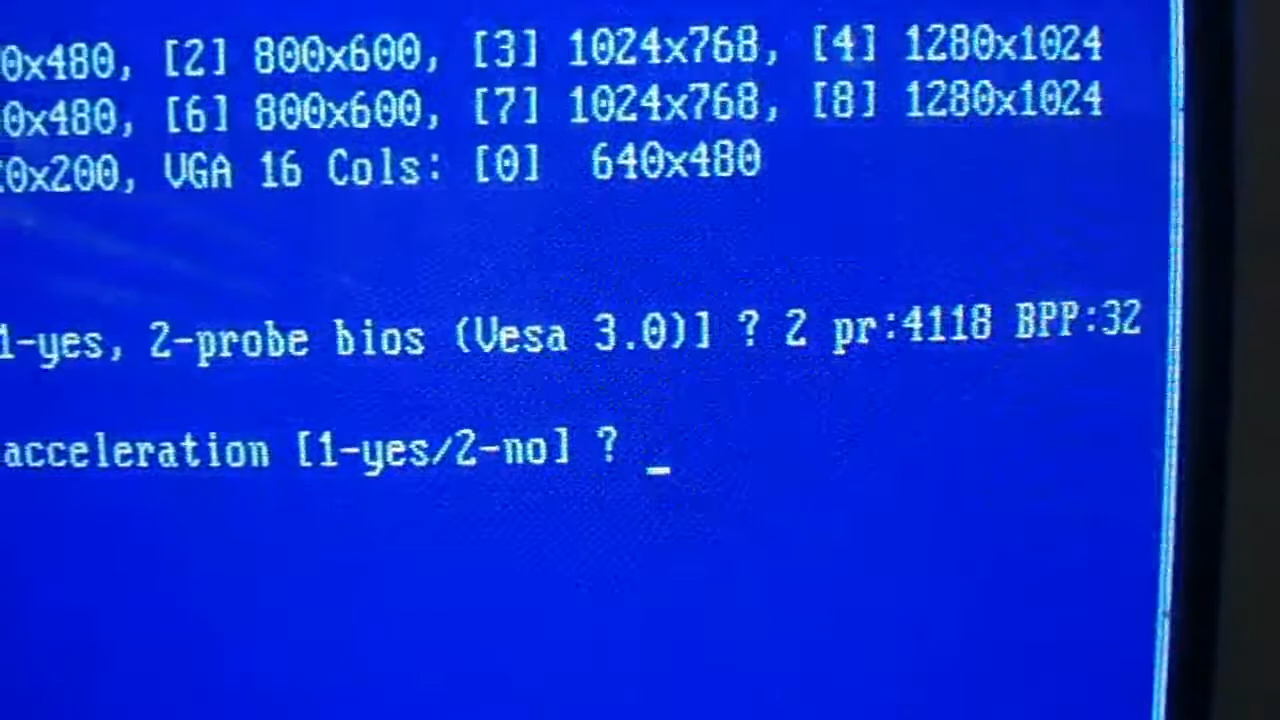 0x480, [2] 800x600, [3] 1024x768, [4] 1280x1024
0x480, [6] 800x600, [7] 1024x768, [8] 1280x1024
0x200, VGA 16 Cols: [0] 640x480
1-yes, 2-probe bios (Vesa 3.0)] ? 2 pr:4118 BPP:32
acceleration [1-yes/2-no] ? _